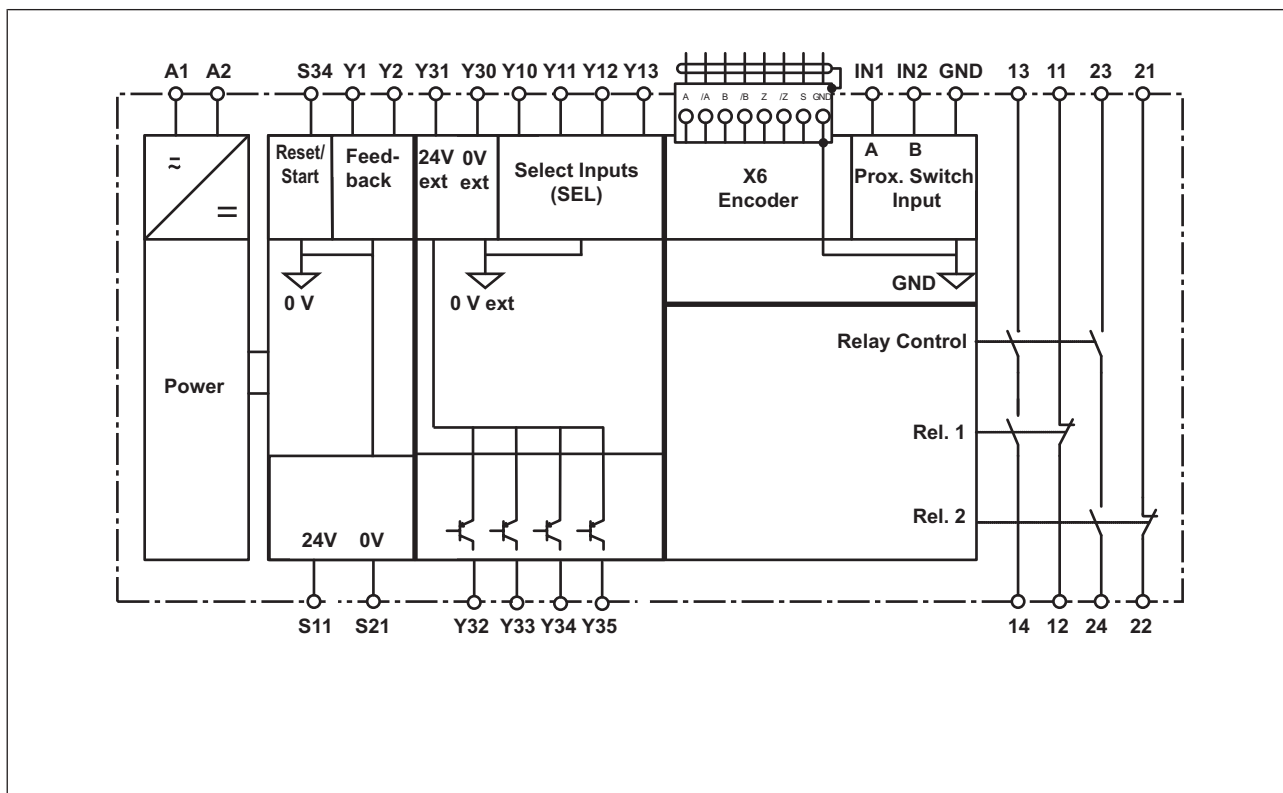 A1 A2 S34 Y1 Y2 Y31 Y30 Y10 Y11 Y12 Y13 IN1 IN2 GND 13 11 23 21
A /A B /B Z /Z S GND
Reset/
Start
Feed-
back
24V
ext
0V
ext
Select Inputs
(SEL)
X6
Encoder
A B
Prox. Switch
Input
0 V
0 V ext
GND
Relay Control
Power
Rel. 1
Rel. 2
24V 0V
S11 S21 Y32 Y33 Y34 Y35 14 12 24 22